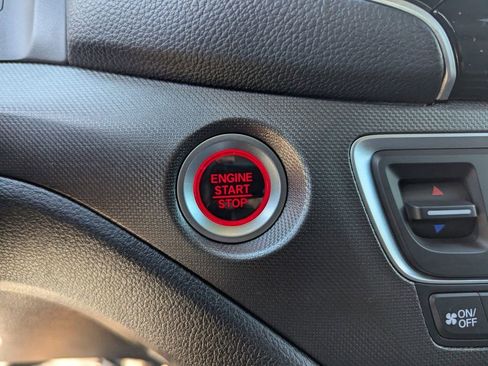 ENGINE
START
STOP
ON/
OFF